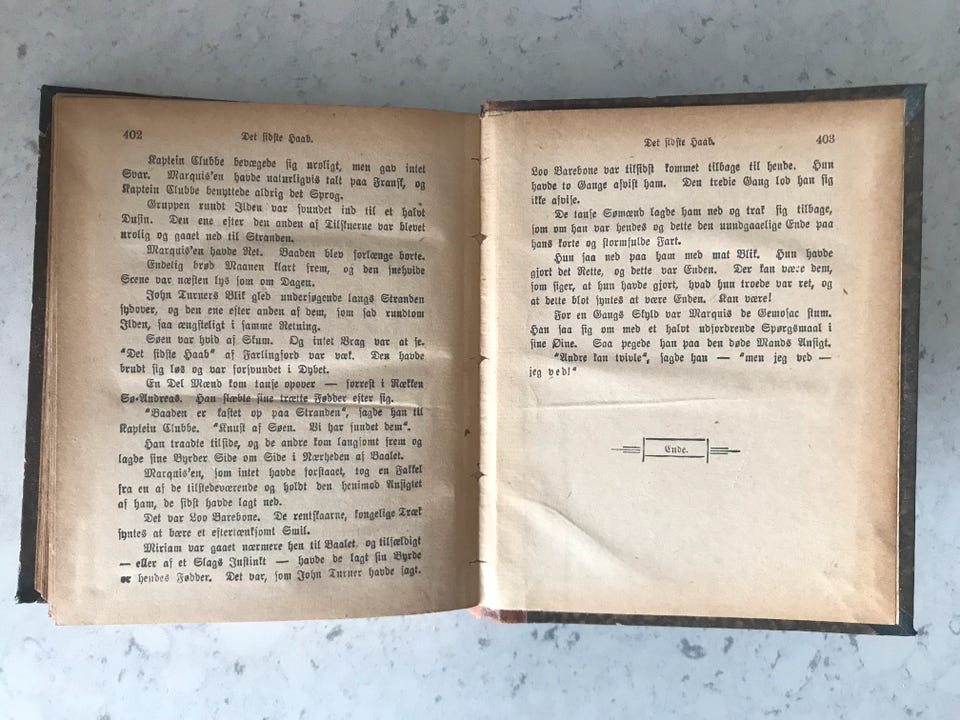 402
Det sidste Haab.
Kaptein Clubbe bevægede sig uroligt, men gav intet
Svar. Marquis'en havde naturligvis talt paa Fransk, og
Kaptein Clubbe benyttede aldrig det Sprog.
Gruppen rundt Ilden var svundet ind til et halvt
Dusin. Den ene efter den anden af Tilskuerne var blevet
urolig og gaaet ned til Stranden.
Marquis'en havde Ret. Baaden blev forlænge borte.
Endelig brød Maanen klart frem, og den snehvide
Scene var næsten lys som om Dagen.
John Turners Blik gled undersøgende langs Stranden
sydover, og den ene efter anden af dem, som sad rundtom
Ilden, saa ængsteligt i samme Retning.
Søen var hvid af Skum. Og intet Vrag var at se.
"Det sidste Haab" af Farlingford var væk. Den havde
brudt sig løs og var forsvundet i Dybet.
En Del Mænd kom tause opover — forrest i Rækken
Sø-Andreas. Han slæbte sine trætte Fødder efter sig.
"Baaden er kastet op paa Stranden", sagde han til
Kaptein Clubbe. "Knust af Søen. Vi har fundet dem".
Han traadte tilside, og de andre kom langsomt frem og
lagde sine Byrder Side om Side i Nærheden af Baalet.
Marquis'en, som intet havde forstaaet, tog en Fakkel
fra en af de tilstedeværende og holdt den henimod Ansigtet
af ham, de sidst havde lagt ned.
Det var Loo Barebone. De rentskaarne, kongelige Træk
syntes at bære et eftertænksomt Smil.
Miriam var gaaet nærmere hen til Baalet, og tilfældigt
— eller af et Slags Instinkt — havde de lagt sin Byrde
hendes Fødder. Det var, som John Turner havde sagt.
Det sidste Haab.
403
Loo Barebone var tilsidst kommet tilbage til hende. Hun
havde to Gange afvist ham. Den tredie Gang lod han sig
ikke afvise.
De tause Sømænd lagde ham ned og trak sig tilbage,
som om han var hendes og dette den uundgaaelige Ende paa
hans korte og stormfulde Fart.
Hun saa ned paa ham med mat Blik. Hun havde
gjort det Rette, og dette var Enden. Der kan være dem,
som siger, at hun havde gjort, hvad hun troede var ret, og
at dette blot syntes at være Enden. Kan være!
For en Gangs Skyld var Marquis de Gemosac stum.
Han saa sig om med et halvt udfordrende Spørgsmaal i
sine Øine. Saa pegede han paa den døde Mands Ansigt.
"Andre kan tvivle", sagde han — "men jeg ved —
jeg ved!"
Ende.